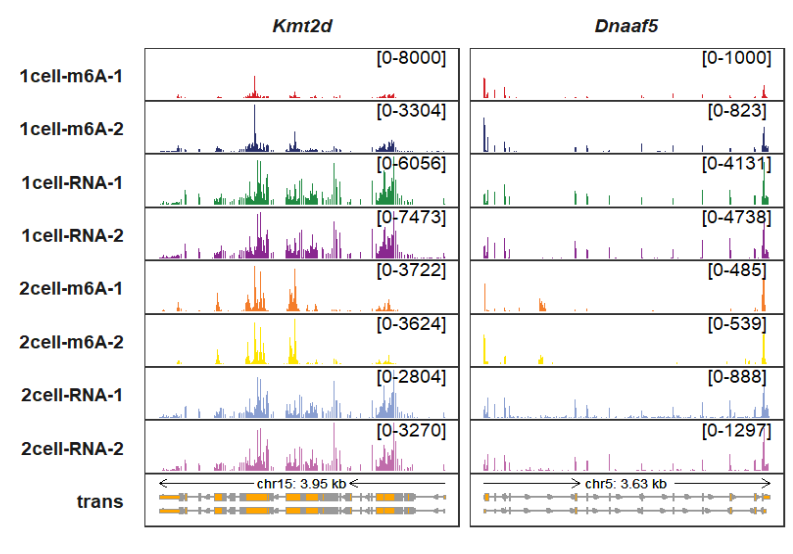 Kmt2d Dnaaf5
1cell-m6A-1 [0-8000] [0-1000]
1cell-m6A-2 [0-3304] [0-823]
1cell-RNA-1 [0-6056] [0-4131]
1cell-RNA-2 [0-7473] [0-4738]
2cell-m6A-1 [0-3722] [0-485]
2cell-m6A-2 [0-3624] [0-539]
2cell-RNA-1 [0-2804] [0-888]
2cell-RNA-2 [0-3270] [0-1297]
chr15: 3.95 kb chr5: 3.63 kb
trans